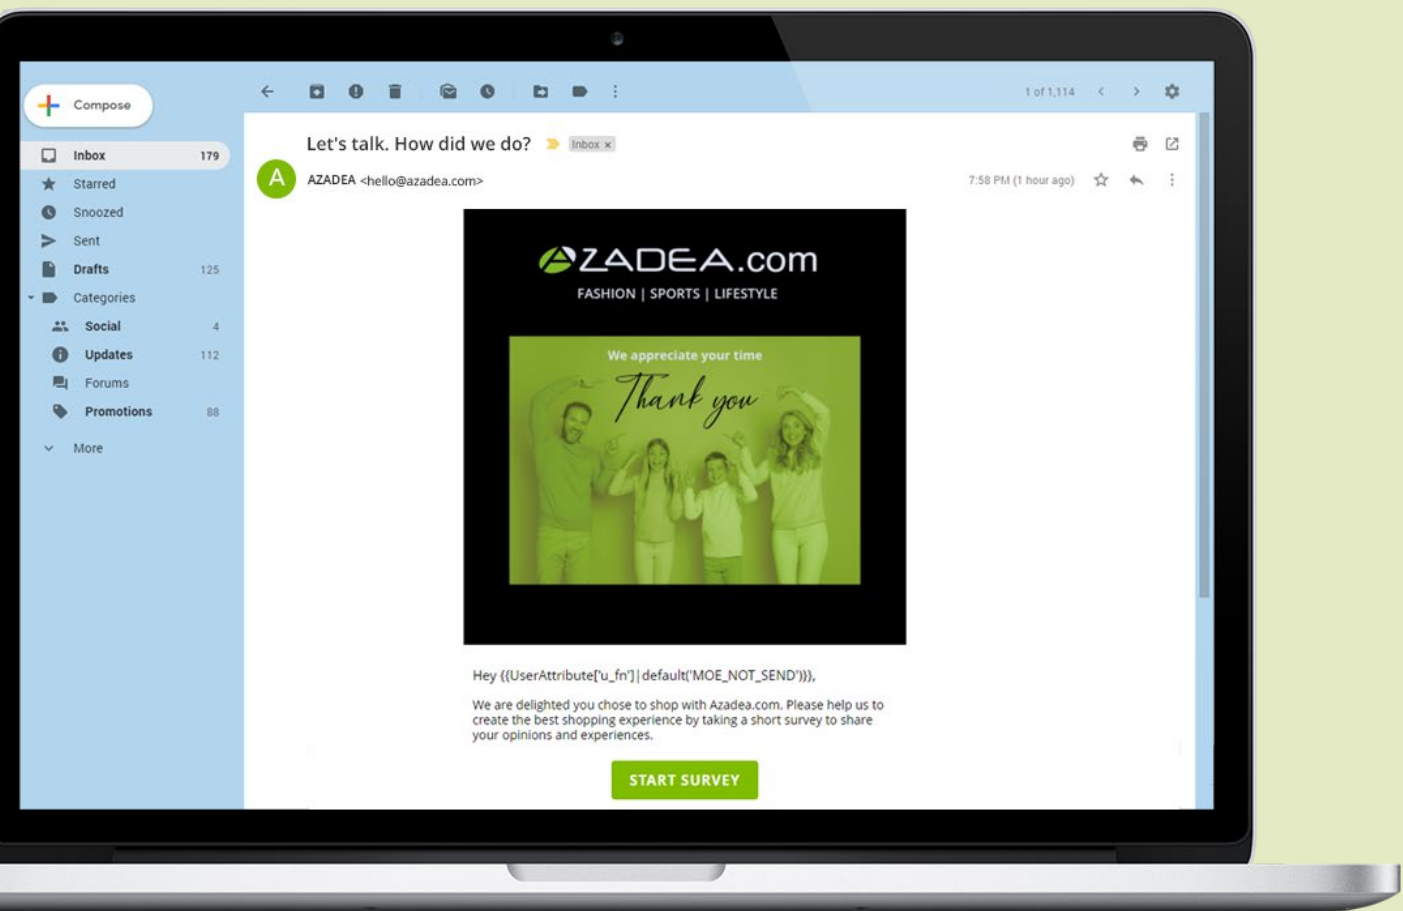 Compose
1 of 1,114
Inbox 179
Starred
Snoozed
Sent
Drafts 125
Categories
Social 4
Updates 112
Forums
Promotions 88
More
Let's talk. How did we do? Inbox x
A
AZADEA <hello@azadea.com>
7:58 PM (1 hour ago)
AZADEA.com
FASHION | SPORTS | LIFESTYLE
We appreciate your time
Thank you
Hey {{UserAttribute['u_fn']|default('MOE_NOT_SEND')}},
We are delighted you chose to shop with Azadea.com. Please help us to
create the best shopping experience by taking a short survey to share
your opinions and experiences.
START SURVEY